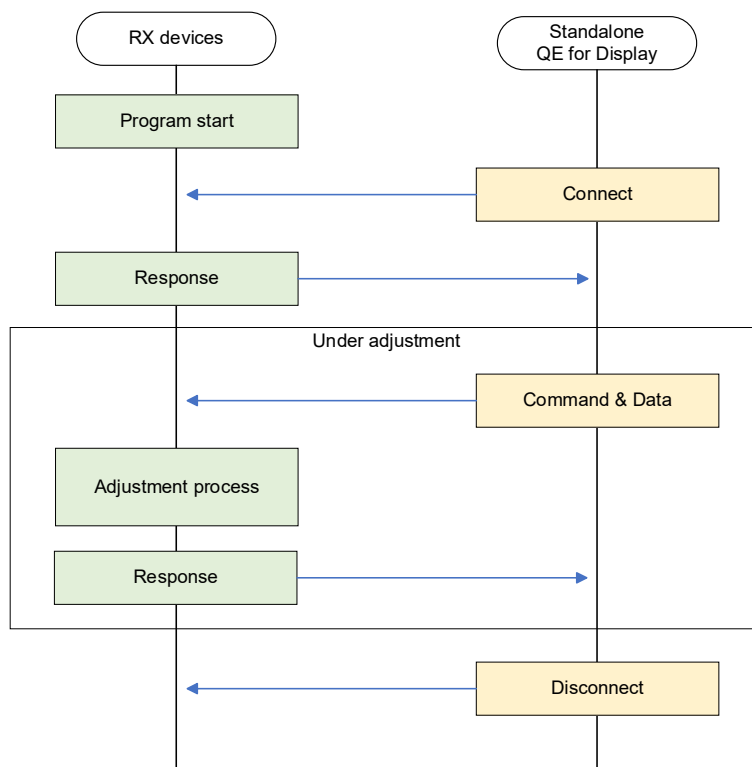 RX devices
Standalone
QE for Display
Program start
Connect
Response
Under adjustment
Command & Data
Adjustment process
Response
Disconnect